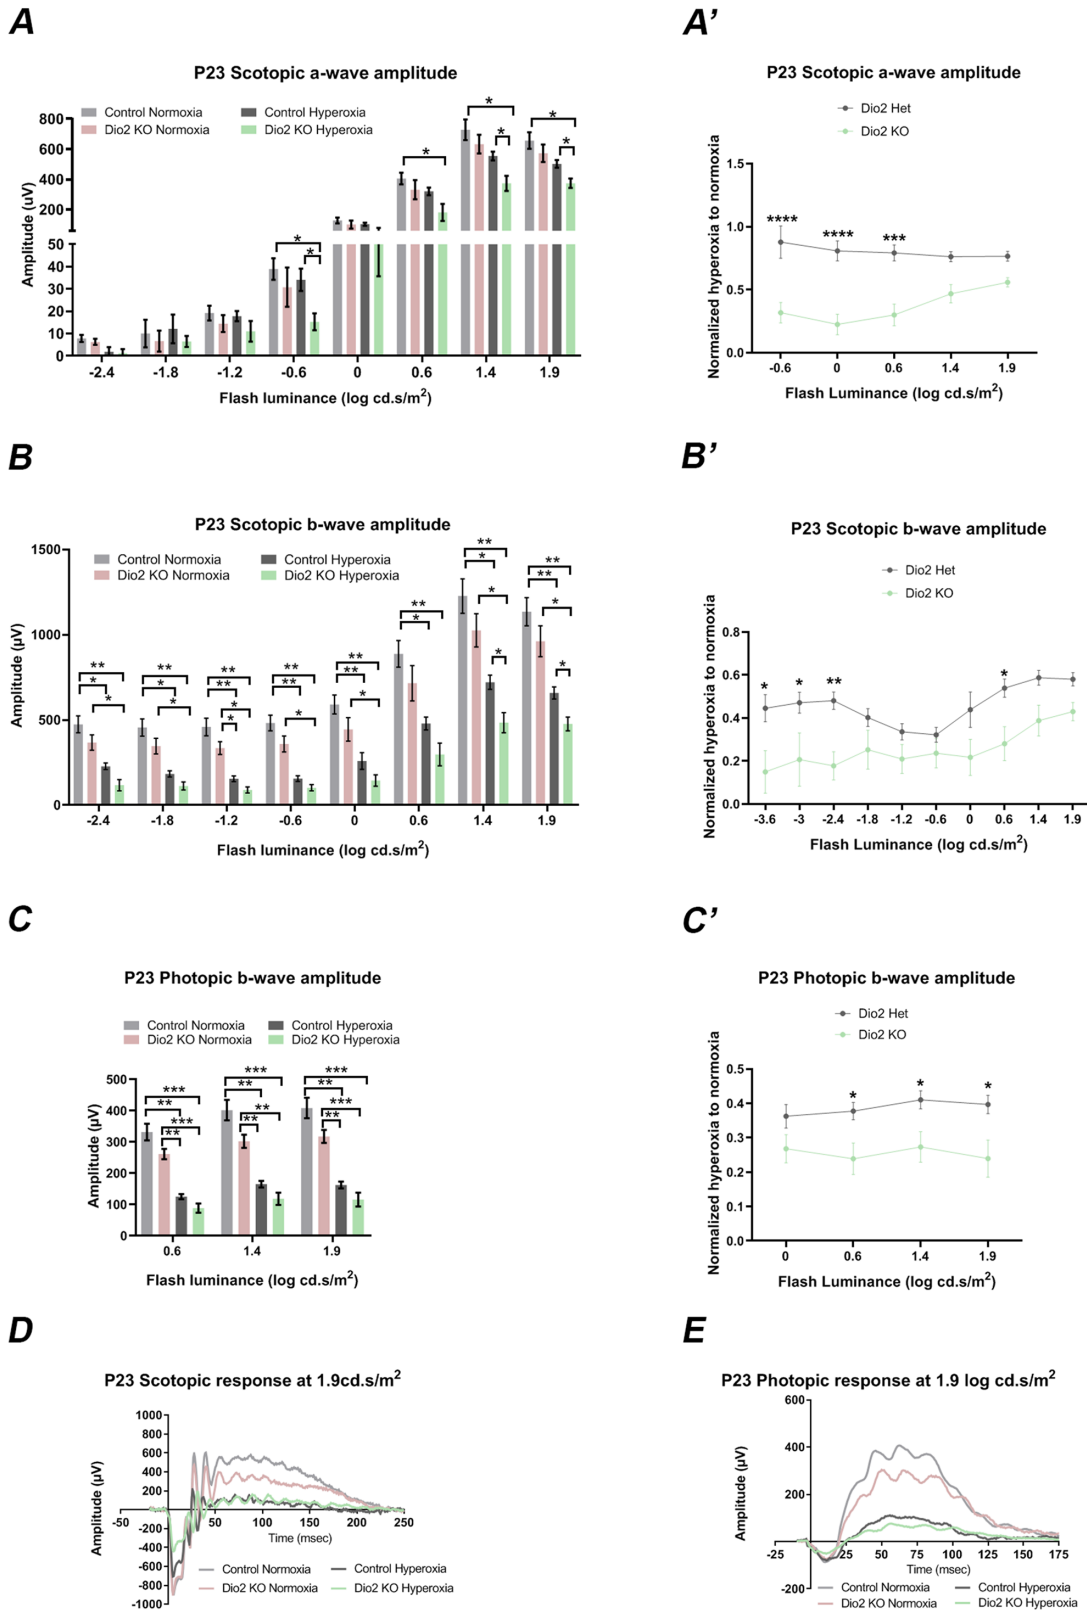 A
P23 Scotopic a-wave amplitude
Control Normoxia
Control Hyperoxia
Dio2 KO Normoxia
Dio2 KO Hyperoxia
Amplitude (uV)
800
600
400
200
50
40
30
20
10
0
* * * * * * *
-2.4 -1.8 -1.2 -0.6 0 0.6 1.4 1.9
Flash luminance (log cd.s/m²)
A'
P23 Scotopic a-wave amplitude
Dio2 Het
Dio2 KO
Normalized hyperoxia to normoxia
1.5
1.0
0.5
0.0
**** **** ***
-0.6 0 0.6 1.4 1.9
Flash Luminance (log cd.s/m²)
B
P23 Scotopic b-wave amplitude
Control Normoxia
Control Hyperoxia
Dio2 KO Normoxia
Dio2 KO Hyperoxia
Amplitude (µV)
1500
1000
500
0
** * *
** * *
** ** * *
** ** *
** ** *
** *
** * * *
** ** * *
-2.4 -1.8 -1.2 -0.6 0 0.6 1.4 1.9
Flash luminance (log cd.s/m²)
B'
P23 Scotopic b-wave amplitude
Dio2 Het
Dio2 KO
Normalized hyperoxia to normoxia
0.8
0.6
0.4
0.2
0.0
* * ** *
-3.6 -3 -2.4 -1.8 -1.2 -0.6 0 0.6 1.4 1.9
Flash Luminance (log cd.s/m²)
C
P23 Photopic b-wave amplitude
Control Normoxia
Control Hyperoxia
Dio2 KO Normoxia
Dio2 KO Hyperoxia
Amplitude (µV)
500
400
300
200
100
0
*** ** *** **
*** ** ** **
*** ** *** **
0.6 1.4 1.9
Flash luminance (log cd.s/m²)
C'
P23 Photopic b-wave amplitude
Dio2 Het
Dio2 KO
Normalized hyperoxia to normoxia
0.5
0.4
0.3
0.2
0.1
0.0
* * *
0 0.6 1.4 1.9
Flash Luminance (log cd.s/m²)
D
P23 Scotopic response at 1.9cd.s/m²
Amplitude (µV)
1000
800
600
400
200
-200
-400
-600
-800
-1000
-50 50 100 150 200 250
Time (msec)
Control Normoxia
Control Hyperoxia
Dio2 KO Normoxia
Dio2 KO Hyperoxia
E
P23 Photopic response at 1.9 log cd.s/m²
Amplitude (µV)
600
400
200
-200
-25 25 50 75 100 125 150 175
Time (msec)
Control Normoxia
Control Hyperoxia
Dio2 KO Normoxia
Dio2 KO Hyperoxia